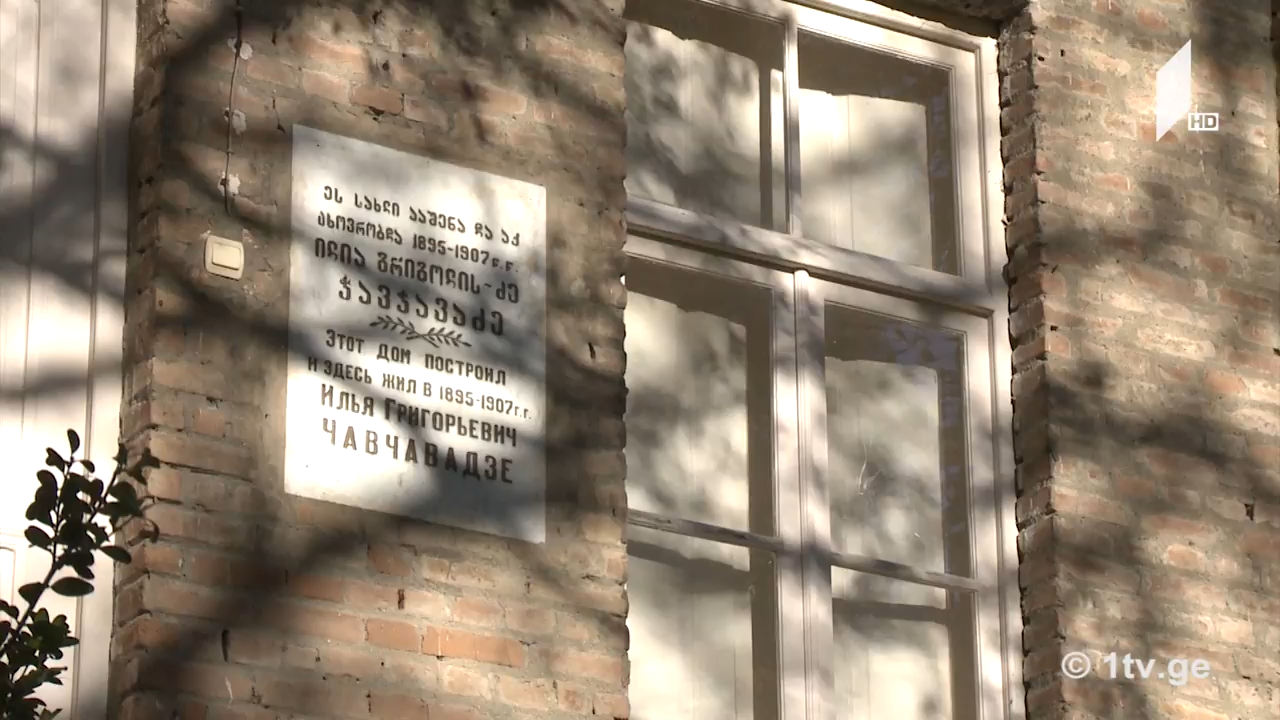 ეს სახლი ააშენა და აქ
ცხოვრობდა 1895-1907 წ.წ.
ილია გრიგოლის-ძე
ჭავჭავაძე
Этот дом построил
и здесь жил в 1895-1907г.г.
Илья Григорьевич
ЧАВЧАВАДЗЕ
HD
© 1tv.ge